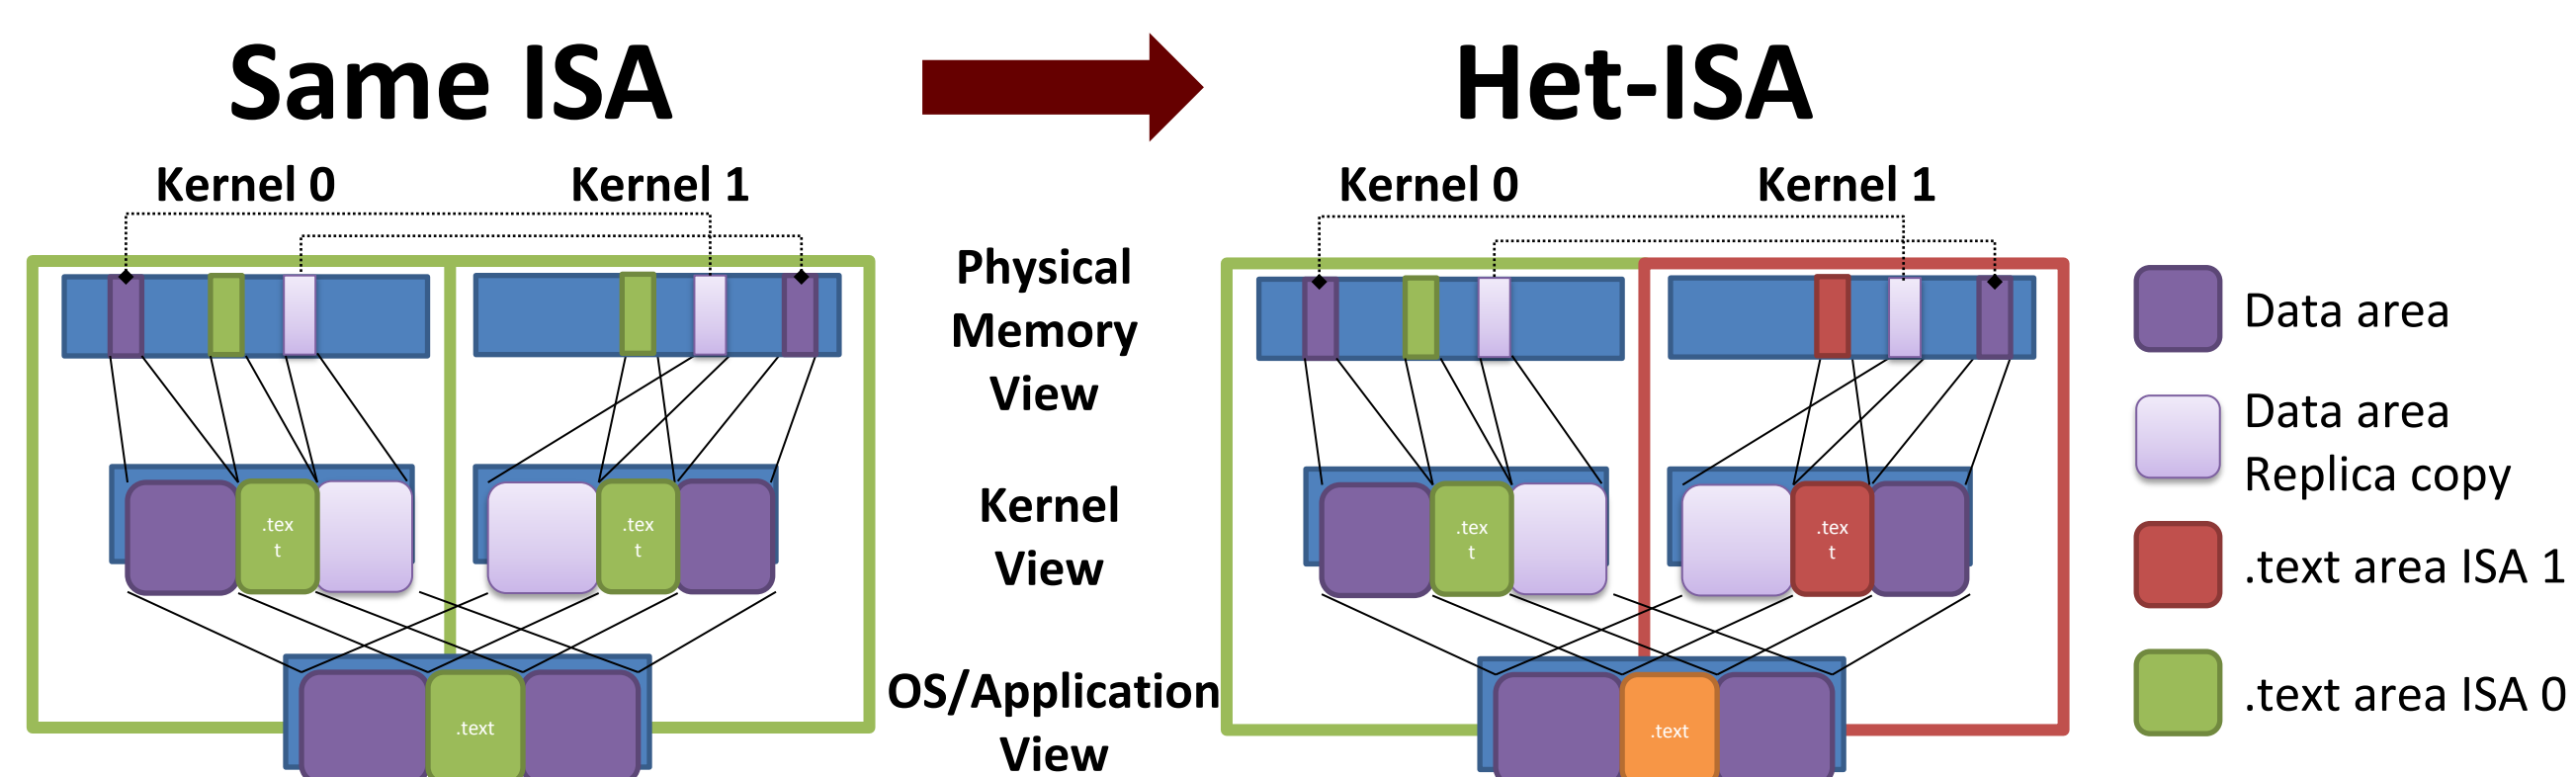 Same ISA
Het-ISA
Kernel 0
Kernel 1
Kernel 0
Kernel 1
Physical
Memory
View
Kernel
View
OS/Application
View
.tex
t
.tex
t
.text
.tex
t
.tex
t
.text
Data area
Data area
Replica copy
.text area ISA 1
.text area ISA 0